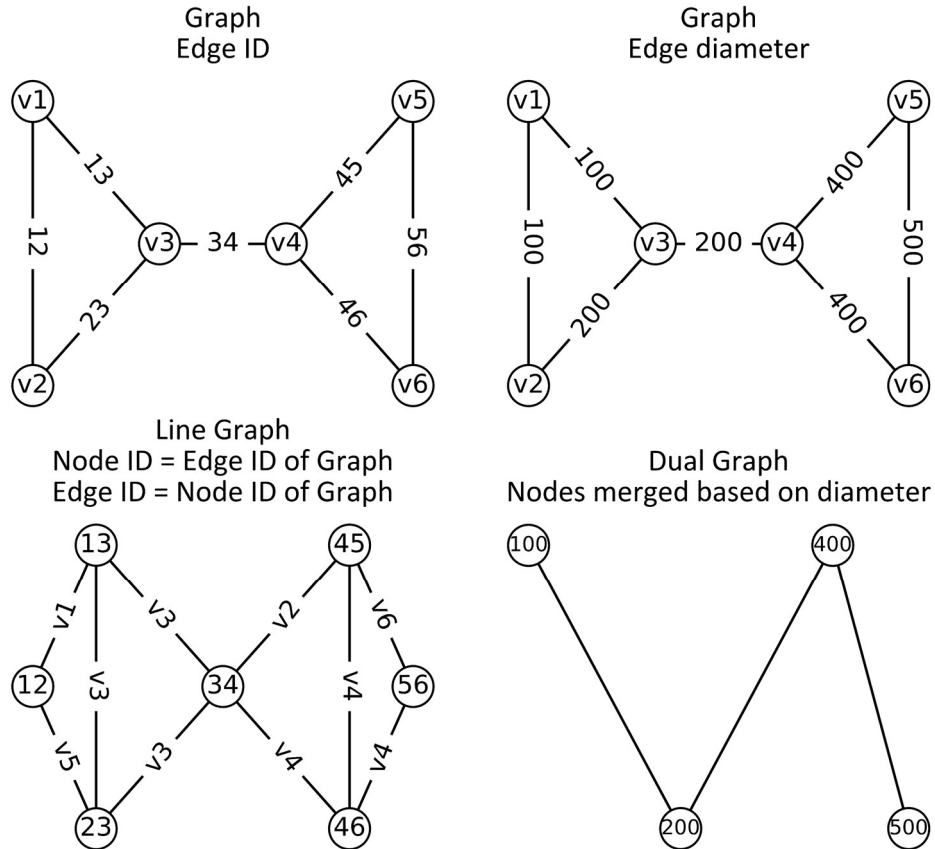 Graph
Edge ID
v1
v5
13
45
12
v3
34
v4
56
23
46
v2
v6
Graph
Edge diameter
v1
v5
100
400
100
v3
200
v4
500
200
400
v2
v6
Line Graph
Node ID = Edge ID of Graph
Edge ID = Node ID of Graph
13
45
v1
v3
v2
v6
12
v3
34
v4
56
v5
v3
v4
v4
23
46
Dual Graph
Nodes merged based on diameter
100
400
200
500